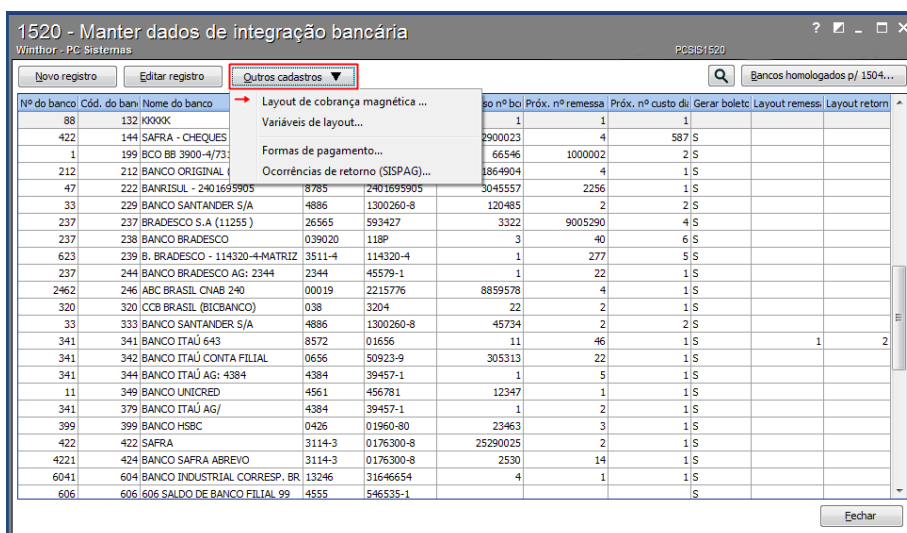 1520 - Manter dados de integração bancária
Winthor - PC Sistemas PCSIS1520
Novo registro Editar registro Outros cadastros ▼ Bancos homologados p/ 1504...
Nº do banco Cód. do ban Nome do banco so nº bc Próx. nº remessa Próx. nº custo di Gerar boleto Layout remess Layout retorn
Layout de cobrança magnética ...
Variáveis de layout...
Formas de pagamento...
Ocorrências de retorno (SISPAG)...
88 132 KKKKK 1 1 1
422 144 SAFRA - CHEQUES 2900023 4 587 S
1 199 BCO BB 3900-4/731 66546 1000002 2 S
212 212 BANCO ORIGINAL ( 1864904 4 1 S
47 222 BANRISUL - 2401695905 8785 2401695905 3045557 2256 1 S
33 229 BANCO SANTANDER S/A 4886 1300260-8 120485 2 2 S
237 237 BRADESCO S.A (11255 ) 26565 593427 3322 9005290 4 S
237 238 BANCO BRADESCO 039020 118P 3 40 6 S
623 239 B. BRADESCO - 114320-4-MATRIZ 3511-4 114320-4 1 277 5 S
237 244 BANCO BRADESCO AG: 2344 2344 45579-1 1 22 1 S
2462 246 ABC BRASIL CNAB 240 00019 2215776 8859578 4 1 S
320 320 CCB BRASIL (BICBANCO) 038 3204 22 2 1 S
33 333 BANCO SANTANDER S/A 4886 1300260-8 45734 2 2 S
341 341 BANCO ITAÚ 643 8572 01656 11 46 1 S 1 2
341 342 BANCO ITAÚ CONTA FILIAL 0656 50923-9 305313 22 1 S
341 344 BANCO ITAÚ AG: 4384 4384 39457-1 1 5 1 S
11 349 BANCO UNICRED 4561 456781 12347 1 1 S
341 379 BANCO ITAÚ AG/ 4384 39457-1 1 2 1 S
399 399 BANCO HSBC 0426 01960-80 23463 3 1 S
422 422 SAFRA 3114-3 0176300-8 25290025 2 1 S
4221 424 BANCO SAFRA ABREVO 3114-3 0176300-8 2530 14 1 S
6041 604 BANCO INDUSTRIAL CORRESP. BR 13246 31646654 4 1 1 S
606 606 606 SALDO DE BANCO FILIAL 99 4555 546535-1 S
Fechar